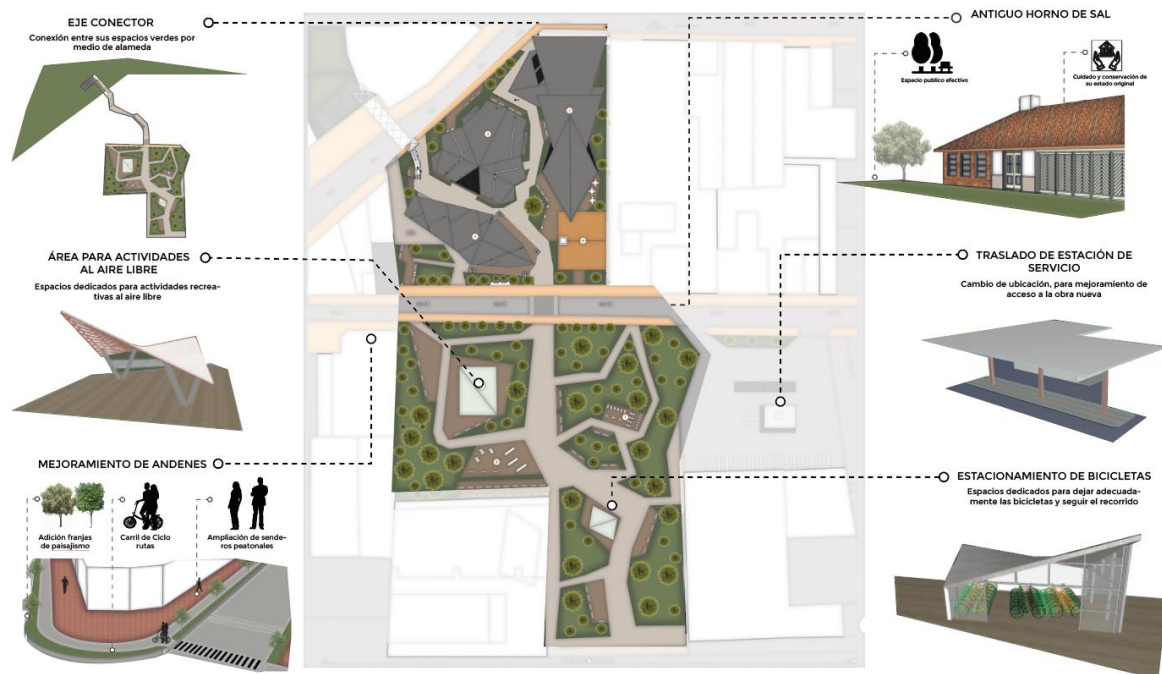 EJE CONECTOR
Conexión entre sus espacios verdes por
medio de alameda
ÁREA PARA ACTIVIDADES
AL AIRE LIBRE
Espacios dedicados para actividades recrea-
tivas al aire libre
MEJORAMIENTO DE ANDENES
Adición franjas
de paisajismo
Carril de Ciclo
rutas
Ampliación de sende-
ros peatonales
ANTIGUO HORNO DE SAL
Espacio publico efectivo
Cuidado y conservación de
su estado original
TRASLADO DE ESTACIÓN DE
SERVICIO
Cambio de ubicación, para mejoramiento de
acceso a la obra nueva
ESTACIONAMIENTO DE BICICLETAS
Espacios dedicados para dejar adecuada-
mente las bicicletas y seguir el recorrido